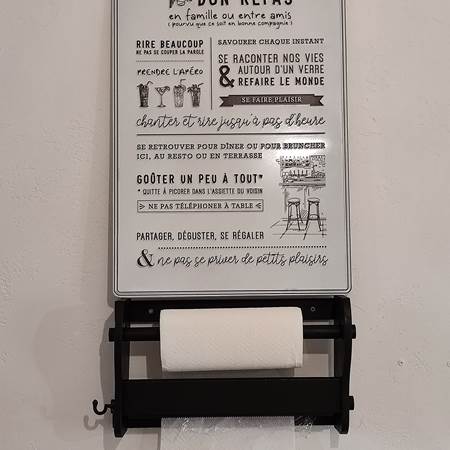 BON REPAS
en famille ou entre amis
(pourvu que ce soit en bonne compagnie)
RIRE BEAUCOUP
NE PAS SE COUPER LA PAROLE
PRENDRE L'APÉRO
SAVOURER CHAQUE INSTANT
SE RACONTER NOS VIES
& AUTOUR D'UN VERRE
REFAIRE LE MONDE
SE FAIRE PLAISIR
chanter et rire jusqu'à pas d'heure
SE RETROUVER POUR DÎNER OU POUR BRUNCHER
ICI, AU RESTO OU EN TERRASSE
GOÛTER UN PEU À TOUT*
* QUITTE À PICORER DANS L'ASSIETTE DU VOISIN
NE PAS TÉLÉPHONER À TABLE
PARTAGER, DÉGUSTER, SE RÉGALER
& ne pas se priver de petits plaisirs